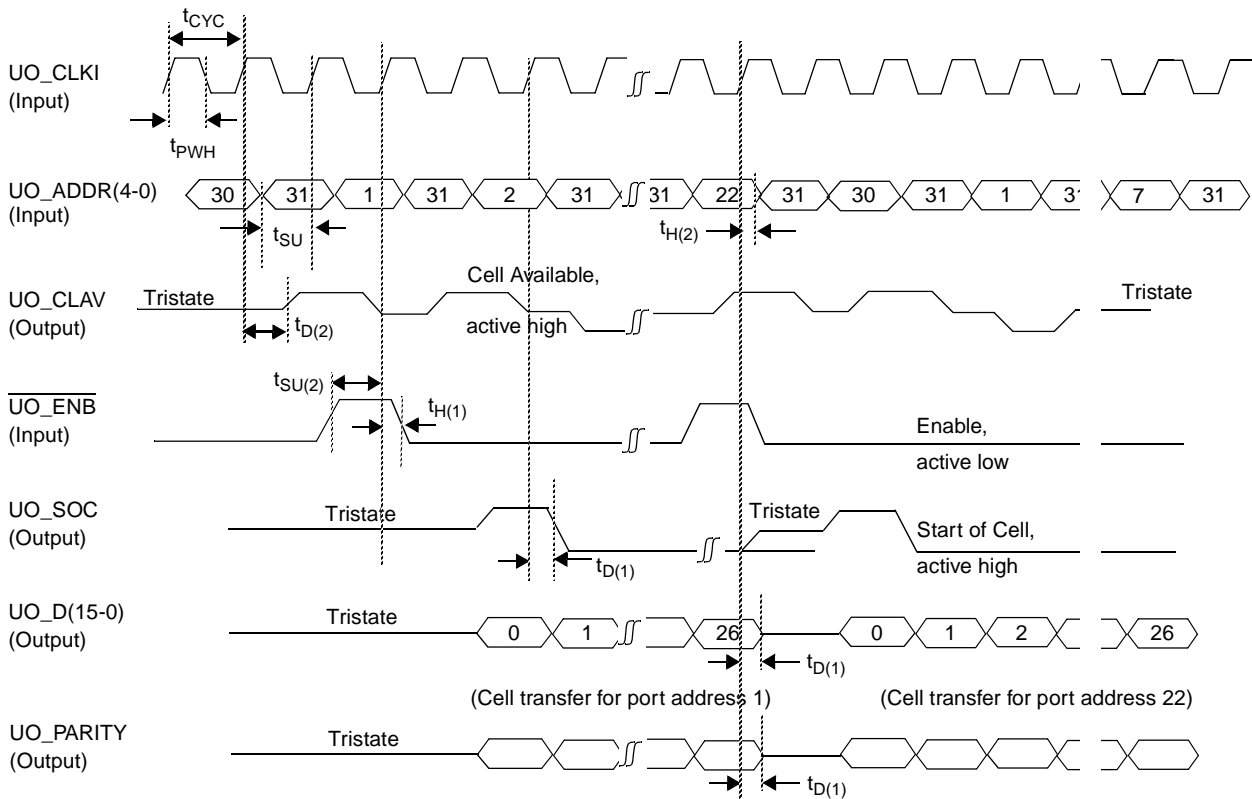 tCYC
UO_CLKI
(Input)
tPWH
UO_ADDR(4-0)
(Input)
30 31 1 31 2 31 31 22 31 30 31 1 31 7 31
tSU
tH(2)
UO_CLAV
(Output)
Tristate
Cell Available,
active high
Tristate
tD(2)
tSU(2)
UO_ENB
(Input)
tH(1)
Enable,
active low
UO_SOC
(Output)
Tristate
Tristate
Start of Cell,
active high
tD(1)
UO_D(15-0)
(Output)
Tristate
0 1 26 0 1 2 26
tD(1)
(Cell transfer for port address 1) (Cell transfer for port address 22)
UO_PARITY
(Output)
Tristate
tD(1)